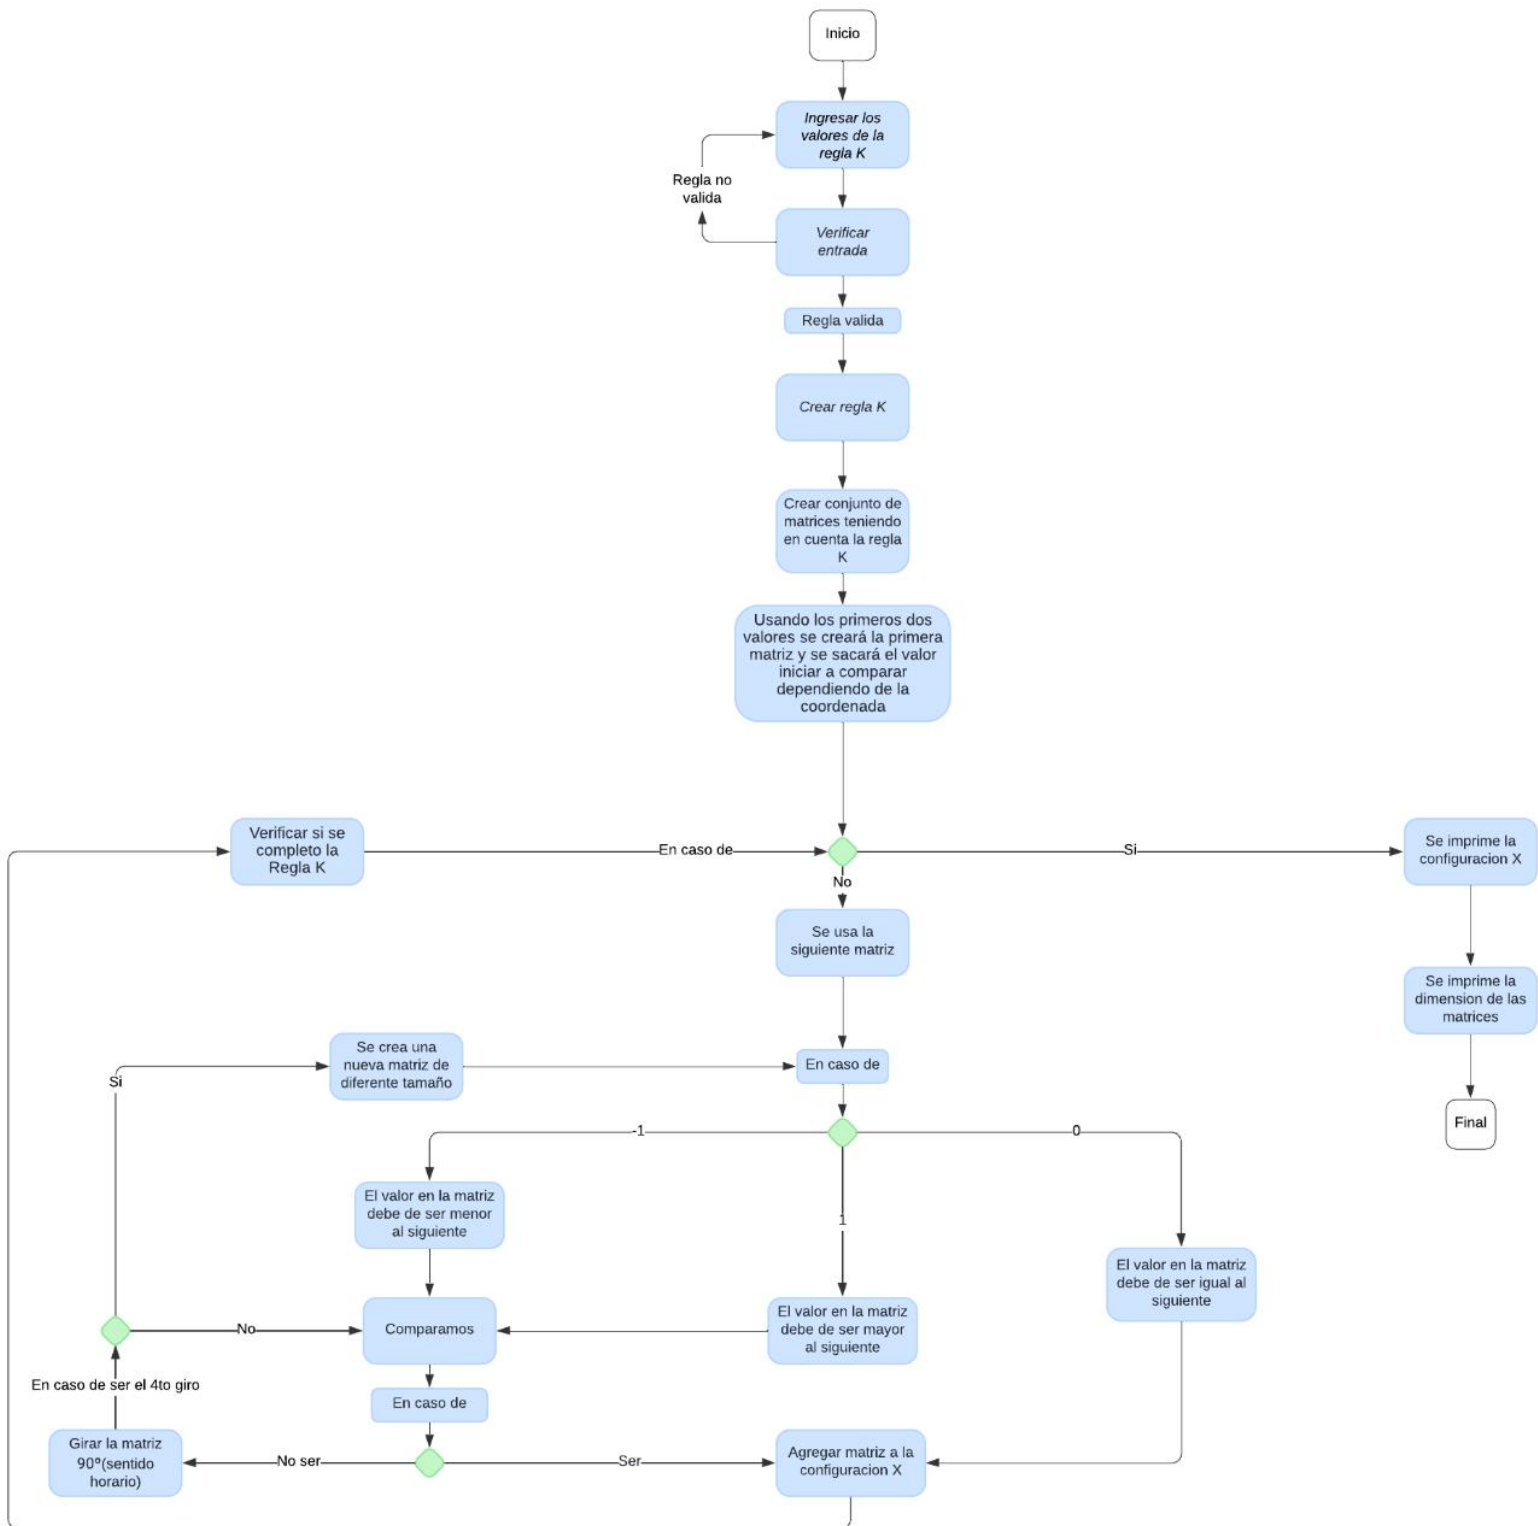 Inicio
Ingresar los
valores de la
regla K
Regla no
valida
Verificar
entrada
Regla valida
Crear regla K
Crear conjunto de
matrices teniendo
en cuenta la regla
K
Usando los primeros dos
valores se creará la primera
matriz y se sacará el valor
iniciar a comparar
dependiendo de la
coordenada
Verificar si se
completo la
Regla K
En caso de
Si
Se imprime la
configuracion X
No
Se usa la
siguiente matriz
Se imprime la
dimension de las
matrices
Se crea una
nueva matriz de
diferente tamaño
En caso de
Si
Final
-1
0
El valor en la matriz
debe de ser menor
al siguiente
1
El valor en la matriz
debe de ser igual al
siguiente
No
Comparamos
El valor en la matriz
debe de ser mayor
al siguiente
En caso de ser el 4to giro
En caso de
Girar la matriz
90º(sentido
horario)
No ser
Ser
Agregar matriz a la
configuracion X